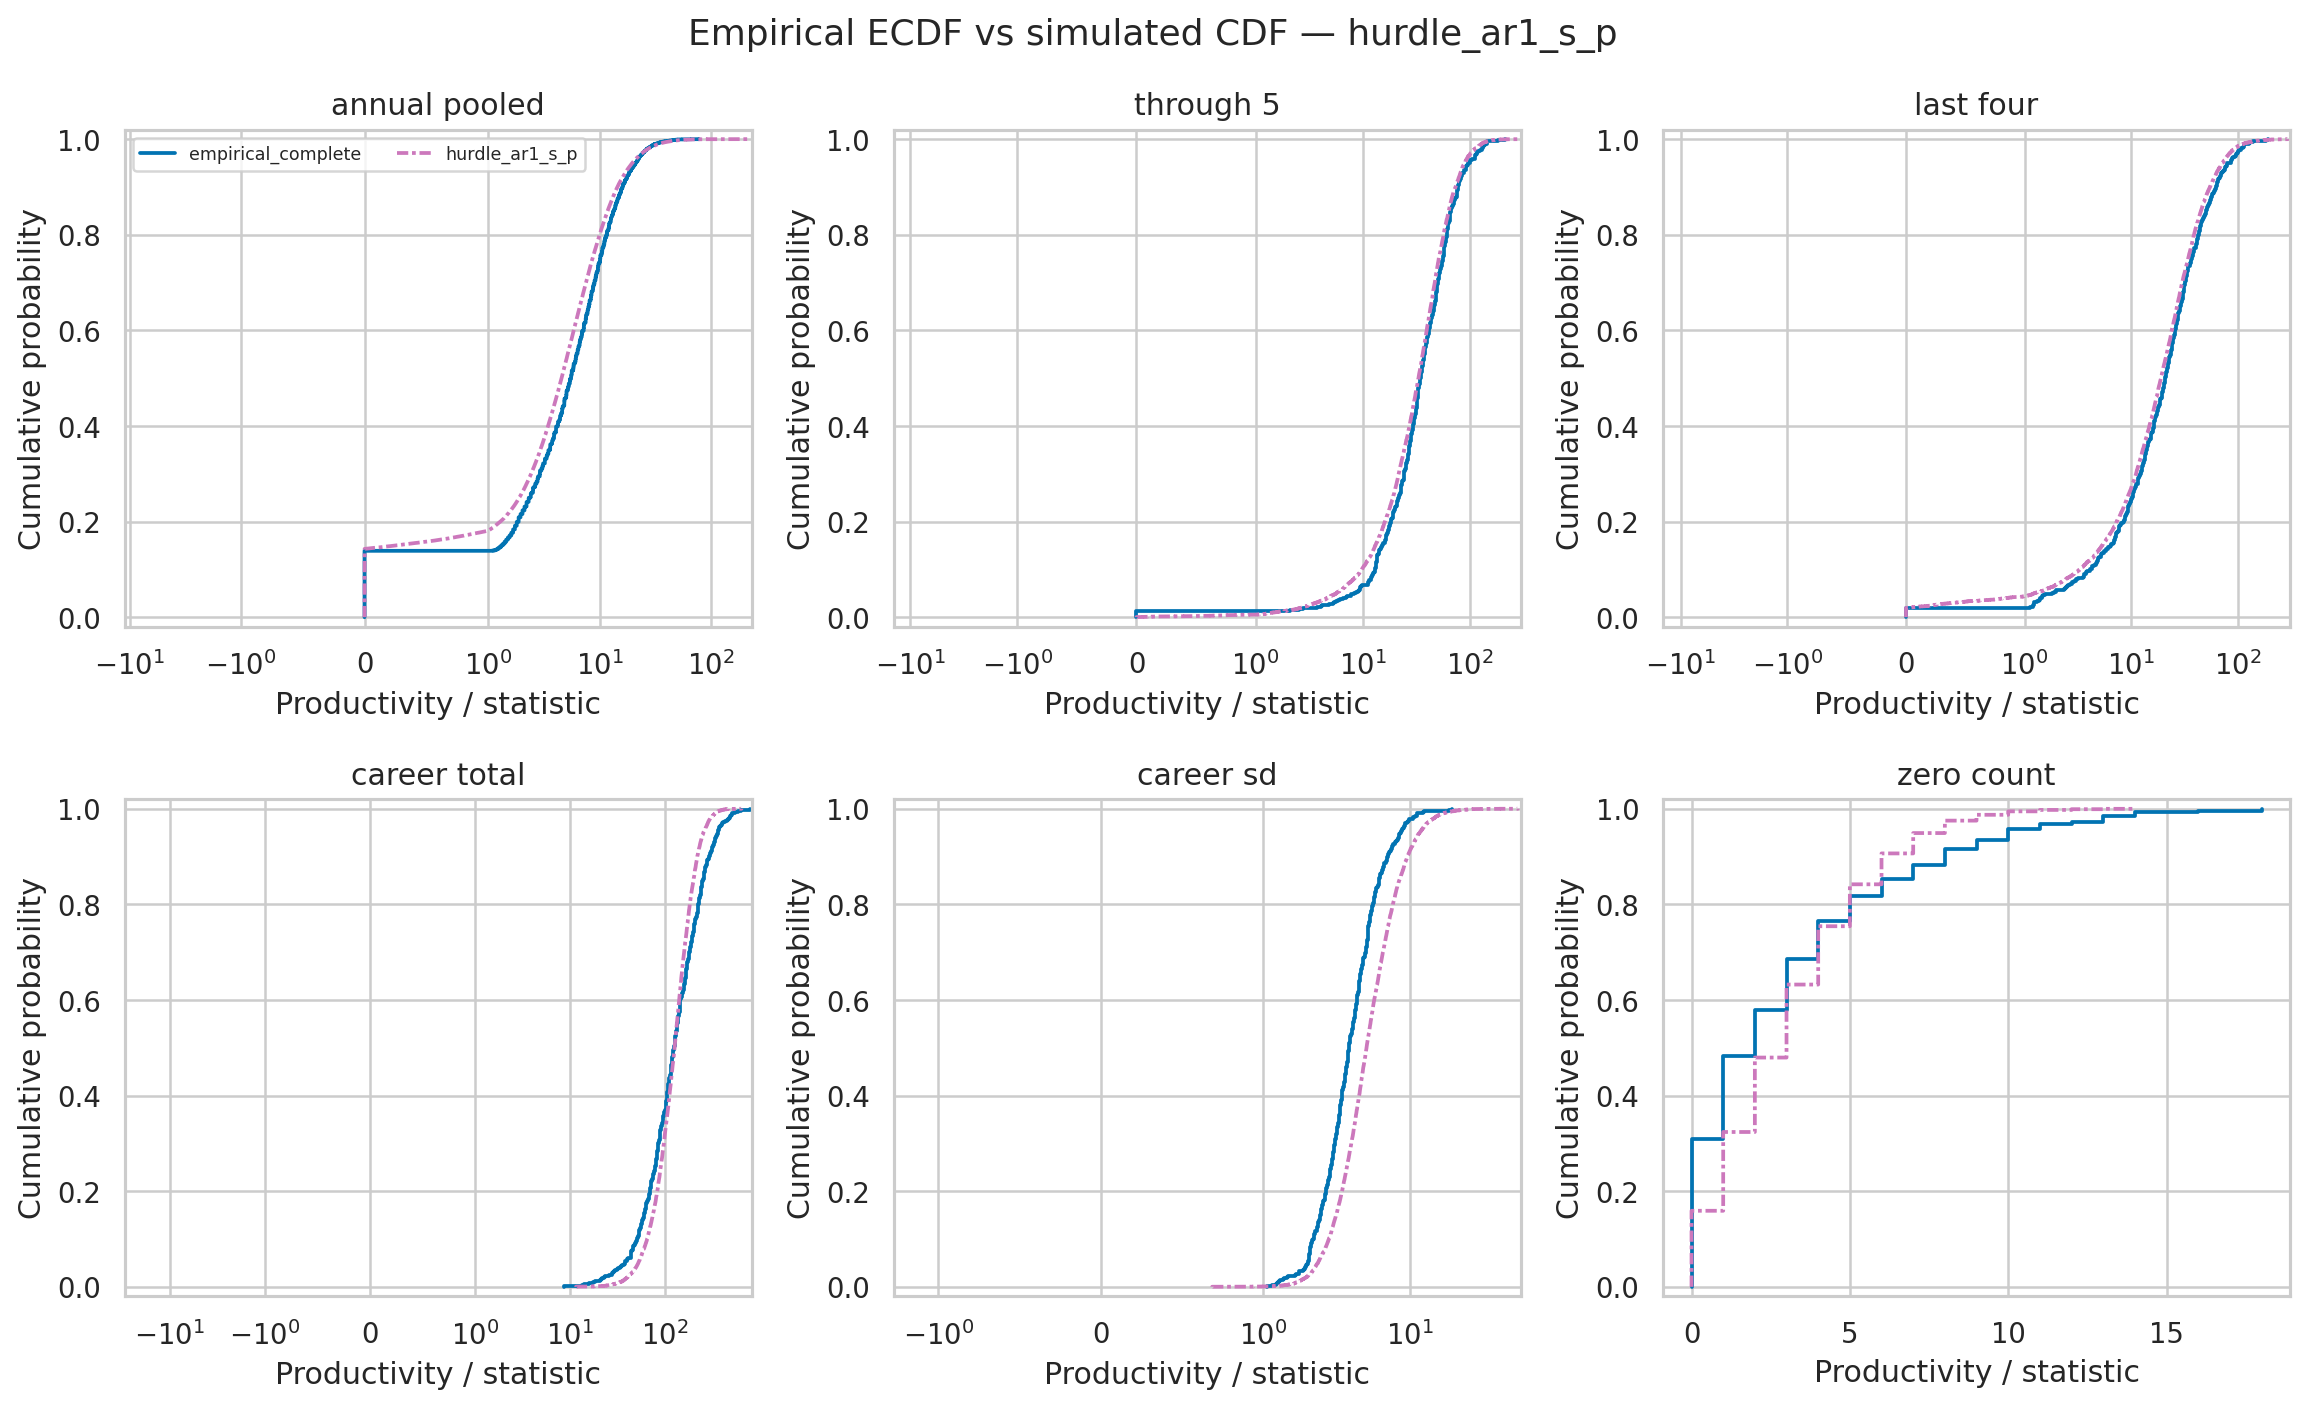 Empirical ECDF vs simulated CDF — hurdle_ar1_s_p
annual pooled
through 5
last four
empirical_complete
hurdle_ar1_s_p
Cumulative probability
1.0
0.8
0.6
0.4
0.2
0.0
−10¹ −10⁰ 0 10⁰ 10¹ 10²
Productivity / statistic
Cumulative probability
1.0
0.8
0.6
0.4
0.2
0.0
−10¹ −10⁰ 0 10⁰ 10¹ 10²
Productivity / statistic
Cumulative probability
1.0
0.8
0.6
0.4
0.2
0.0
−10¹ −10⁰ 0 10⁰ 10¹ 10²
Productivity / statistic
career total
career sd
zero count
Cumulative probability
1.0
0.8
0.6
0.4
0.2
0.0
−10¹ −10⁰ 0 10⁰ 10¹ 10²
Productivity / statistic
Cumulative probability
1.0
0.8
0.6
0.4
0.2
0.0
−10⁰ 0 10⁰ 10¹
Productivity / statistic
Cumulative probability
1.0
0.8
0.6
0.4
0.2
0.0
0 5 10 15
Productivity / statistic